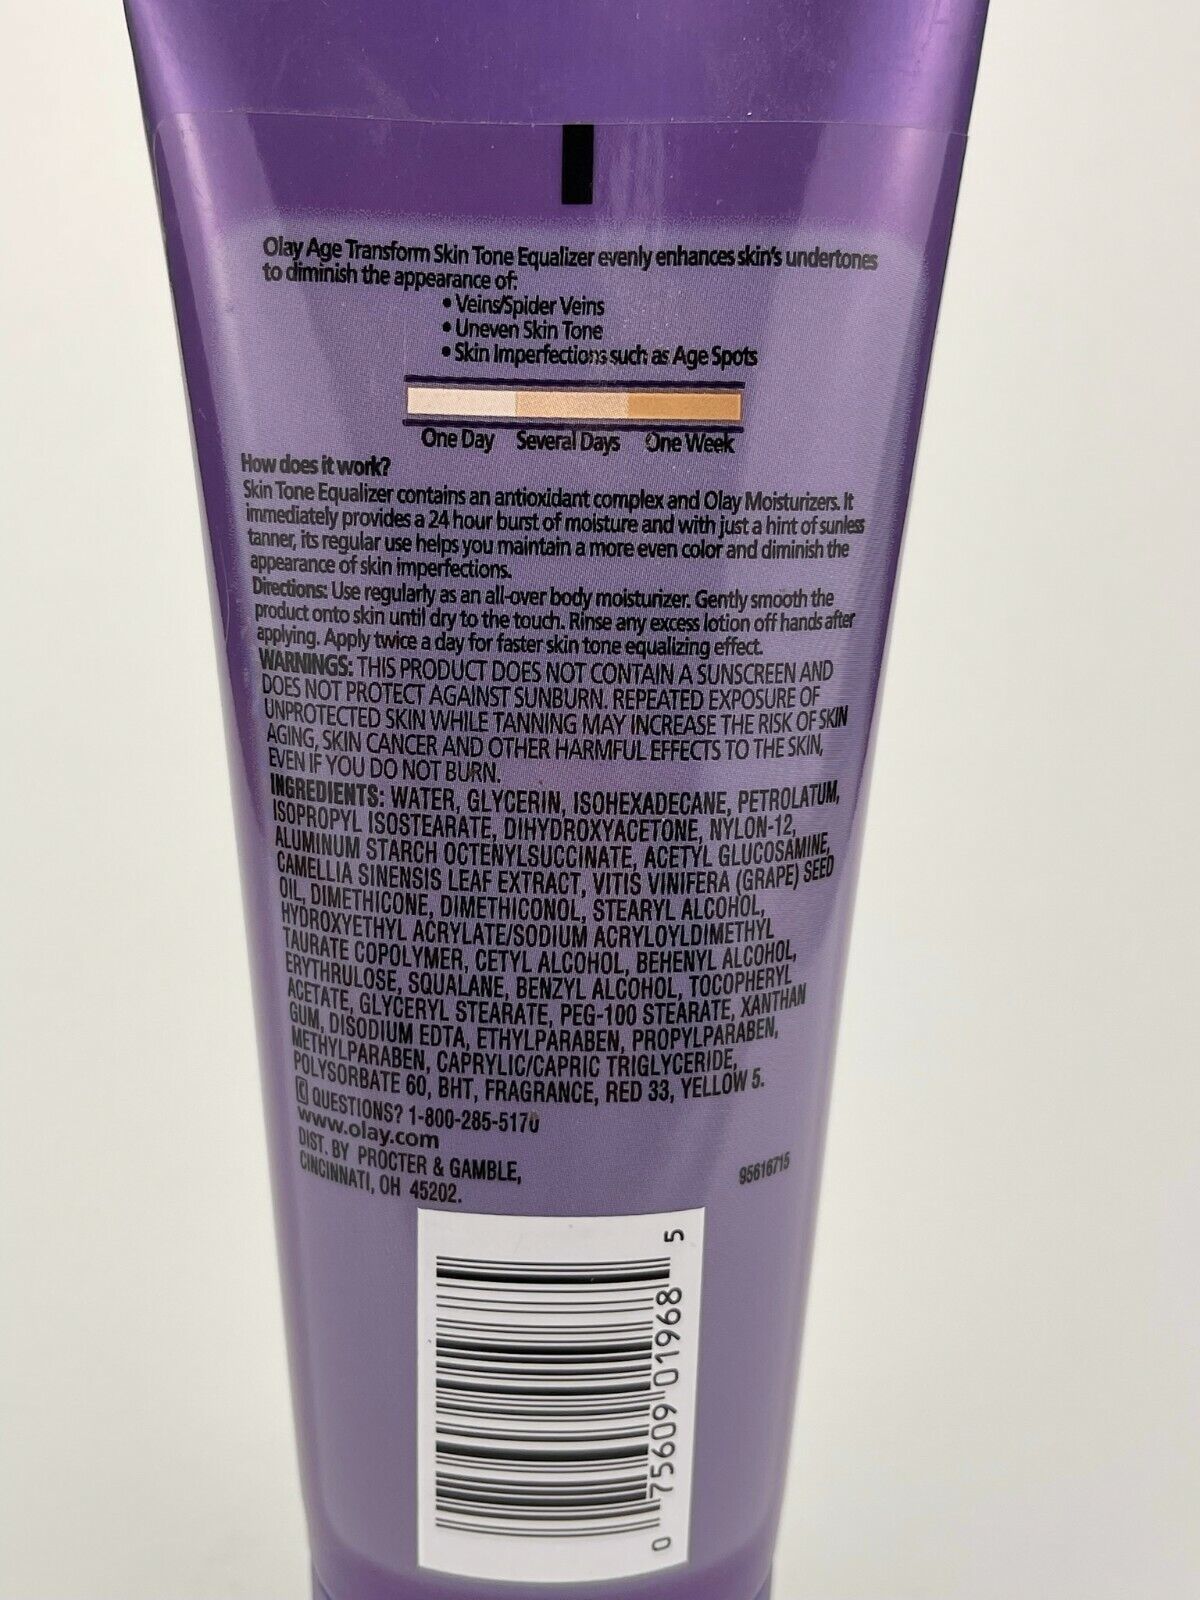 Olay Age Transform Skin Tone Equalizer evenly enhances skin's undertones
to diminish the appearance of:
• Veins/Spider Veins
• Uneven Skin Tone
• Skin Imperfections such as Age Spots
One Day Several Days One Week
How does it work?
Skin Tone Equalizer contains an antioxidant complex and Olay Moisturizers. It
immediately provides a 24 hour burst of moisture and with just a hint of sunless
tanner, its regular use helps you maintain a more even color and diminish the
appearance of skin imperfections.
Directions: Use regularly as an all-over body moisturizer. Gently smooth the
product onto skin until dry to the touch. Rinse any excess lotion off hands after
applying. Apply twice a day for faster skin tone equalizing effect.
WARNINGS: THIS PRODUCT DOES NOT CONTAIN A SUNSCREEN AND
DOES NOT PROTECT AGAINST SUNBURN. REPEATED EXPOSURE OF
UNPROTECTED SKIN WHILE TANNING MAY INCREASE THE RISK OF SKIN
AGING, SKIN CANCER AND OTHER HARMFUL EFFECTS TO THE SKIN,
EVEN IF YOU DO NOT BURN.
INGREDIENTS: WATER, GLYCERIN, ISOHEXADECANE, PETROLATUM,
ISOPROPYL ISOSTEARATE, DIHYDROXYACETONE, NYLON-12,
ALUMINUM STARCH OCTENYLSUCCINATE, ACETYL GLUCOSAMINE,
CAMELLIA SINENSIS LEAF EXTRACT, VITIS VINIFERA (GRAPE) SEED
OIL, DIMETHICONE, DIMETHICONOL, STEARYL ALCOHOL,
HYDROXYETHYL ACRYLATE/SODIUM ACRYLOYLDIMETHYL
TAURATE COPOLYMER, CETYL ALCOHOL, BEHENYL ALCOHOL,
ERYTHRULOSE, SQUALANE, BENZYL ALCOHOL, TOCOPHERYL
ACETATE, GLYCERYL STEARATE, PEG-100 STEARATE, XANTHAN
GUM, DISODIUM EDTA, ETHYLPARABEN, PROPYLPARABEN,
METHYLPARABEN, CAPRYLIC/CAPRIC TRIGLYCERIDE,
POLYSORBATE 60, BHT, FRAGRANCE, RED 33, YELLOW 5.
QUESTIONS? 1-800-285-5170
www.olay.com
DIST. BY PROCTER & GAMBLE,
CINCINNATI, OH 45202.
95616715
0 75609 01968 5